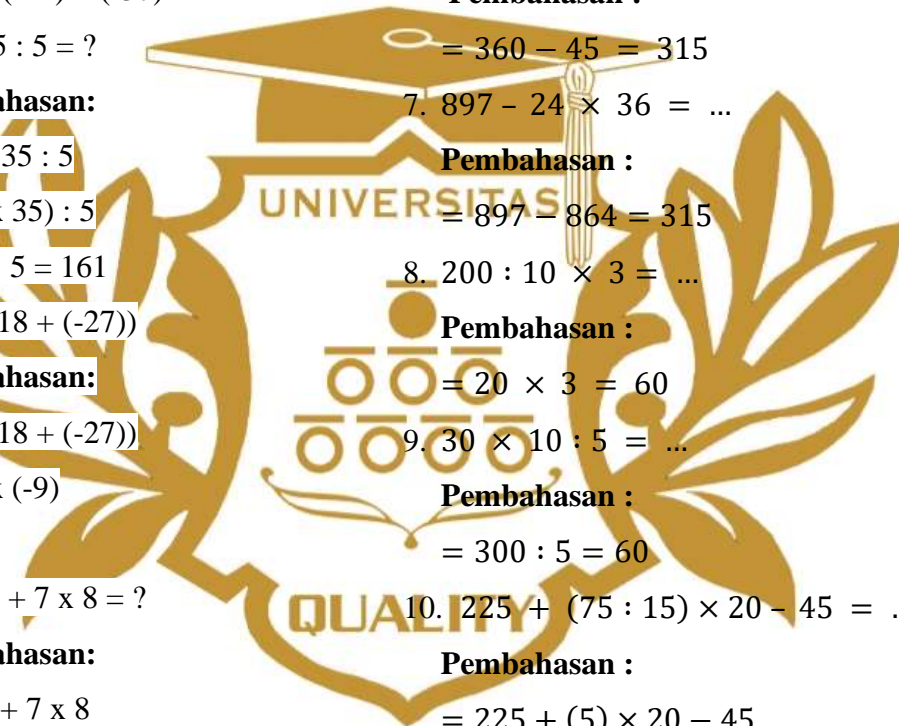 5 : 5 = ?
ahasan:
35 : 5
x 35) : 5
5 = 161
18 + (-27))
ahasan:
18 + (-27))
x (-9)
+ 7 x 8 = ?
ahasan:
+ 7 x 8
Pembahasan :
= 360 – 45 = 315
7. 897 – 24 × 36 = ...
Pembahasan :
= 897 – 864 = 315
8. 200 : 10 × 3 = ...
Pembahasan :
= 20 × 3 = 60
9. 30 × 10 : 5 = ...
Pembahasan :
= 300 : 5 = 60
10. 225 + (75 : 15) × 20 – 45 = .
Pembahasan :
= 225 + (5) × 20 – 45
UNIVERSITAS
QUALITY